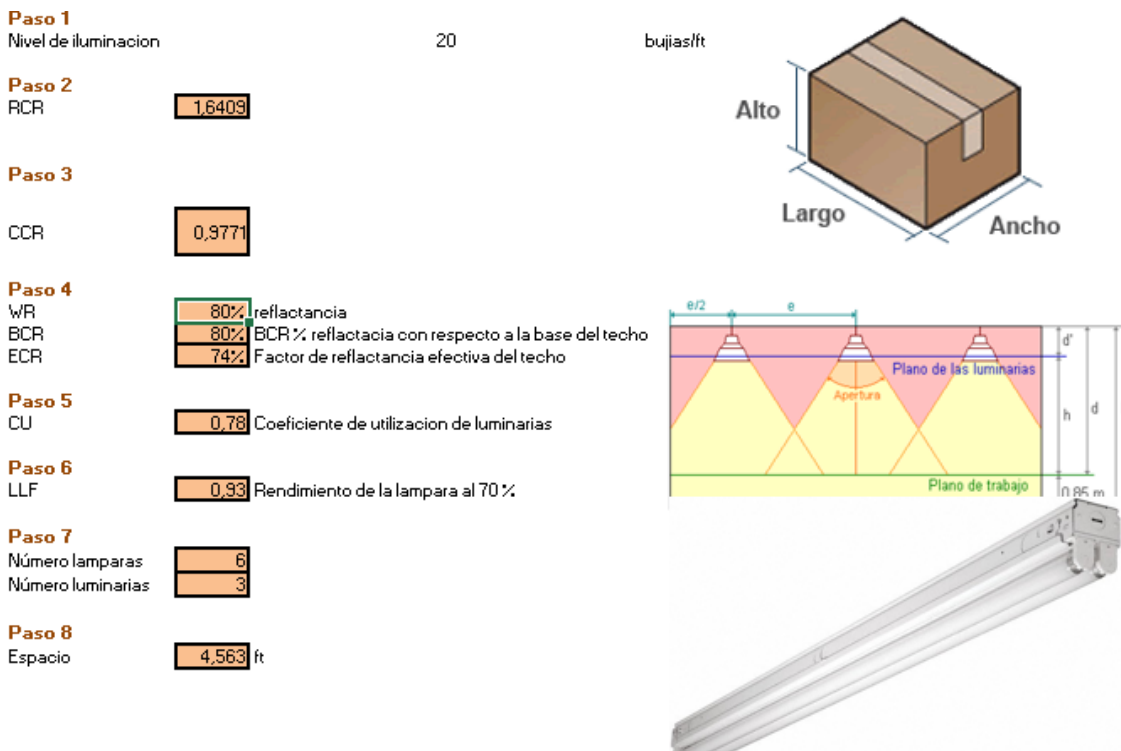 Paso 1
Nivel de iluminacion 20 bujias/ft
Paso 2
RCR 1,6409
Paso 3
CCR 0,9771
Paso 4
WR 80% reflactancia
BCR 80% BCR % reflactacia con respecto a la base del techo
ECR 74% Factor de reflactancia efectiva del techo
Paso 5
CU 0,78 Coeficiente de utilizacion de luminarias
Paso 6
LLF 0,93 Rendimiento de la lampara al 70%
Paso 7
Número lamparas 6
Número luminarias 3
Paso 8
Espacio 4,563 ft
Alto
Largo
Ancho
e/2 e
d'
Plano de las luminarias
Apertura
h d
Plano de trabajo
0.85 m